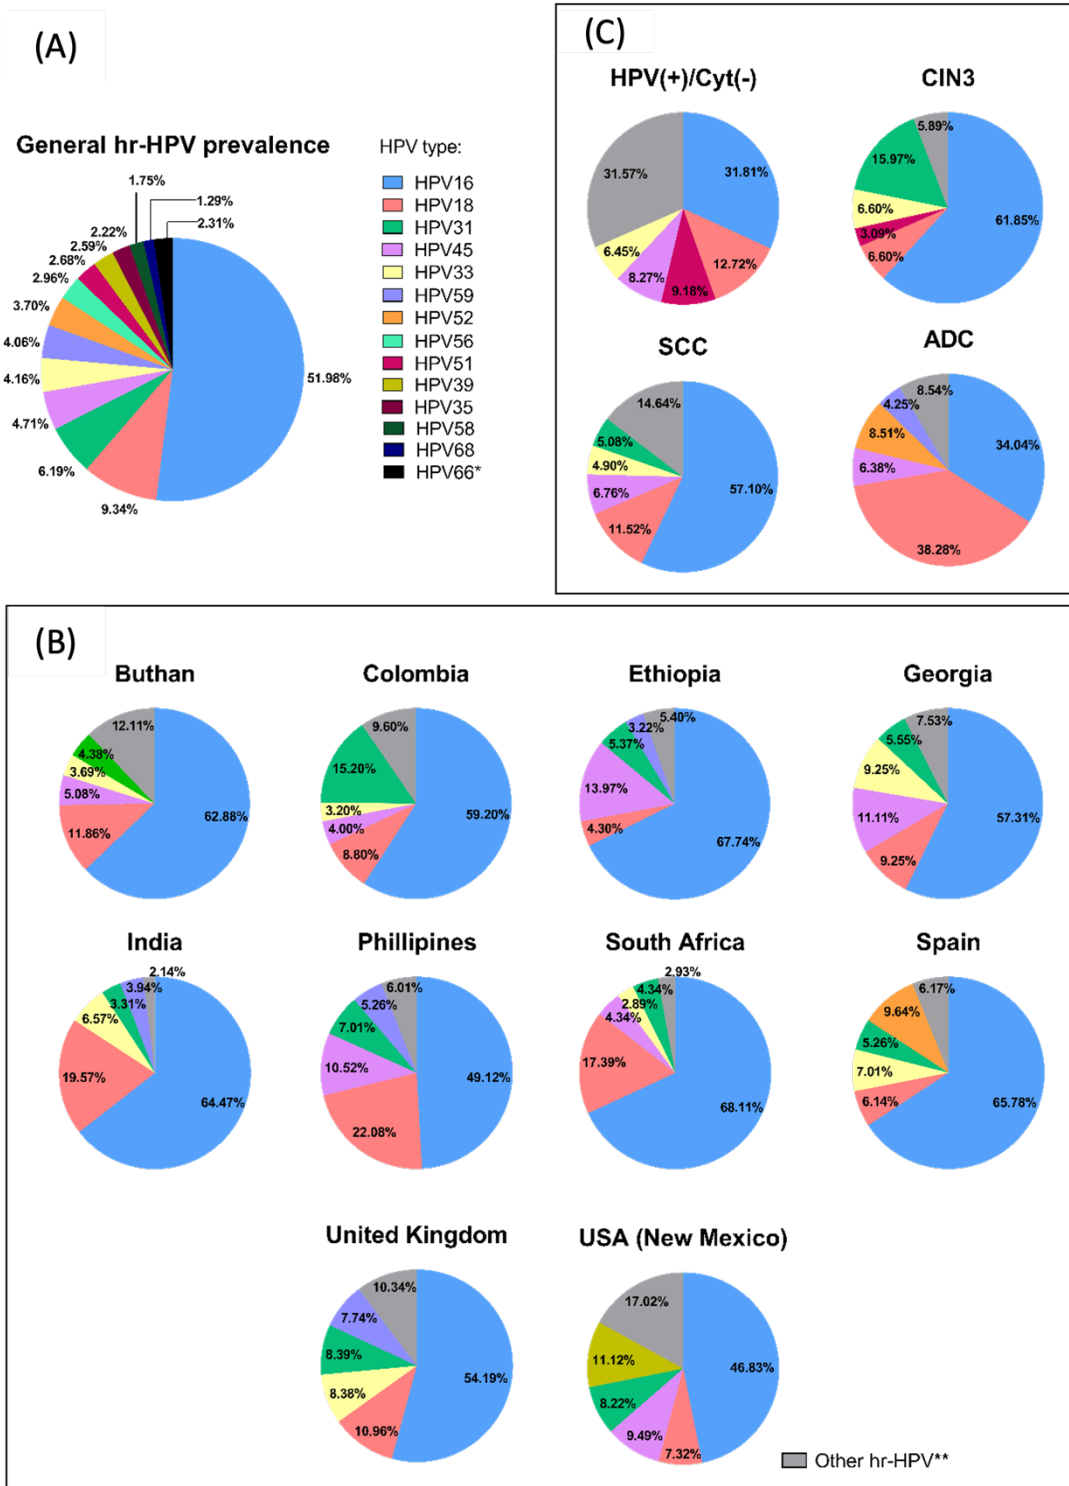 (A)
General hr-HPV prevalence
1.75%
1.29%
2.31%
2.22%
2.59%
2.68%
2.96%
3.70%
4.06%
4.16%
4.71%
6.19%
9.34%
51.98%
HPV type:
HPV16
HPV18
HPV31
HPV45
HPV33
HPV59
HPV52
HPV56
HPV51
HPV39
HPV35
HPV58
HPV68
HPV66*
(C)
HPV(+)/Cyt(-)
31.57%
31.81%
6.45%
8.27%
9.18%
12.72%
CIN3
5.89%
15.97%
6.60%
3.09%
6.60%
61.85%
SCC
14.64%
5.08%
4.90%
6.76%
11.52%
57.10%
ADC
8.54%
4.25%
8.51%
6.38%
34.04%
38.28%
(B)
Buthan
12.11%
4.38%
3.69%
5.08%
11.86%
62.88%
Colombia
9.60%
15.20%
3.20%
4.00%
8.80%
59.20%
Ethiopia
5.40%
3.22%
5.37%
13.97%
4.30%
67.74%
Georgia
7.53%
5.55%
9.25%
11.11%
9.25%
57.31%
India
2.14%
3.94%
3.31%
6.57%
19.57%
64.47%
Phillipines
6.01%
5.26%
7.01%
10.52%
22.08%
49.12%
South Africa
2.93%
4.34%
2.89%
4.34%
17.39%
68.11%
Spain
6.17%
9.64%
5.26%
7.01%
6.14%
65.78%
United Kingdom
10.34%
7.74%
8.39%
8.38%
10.96%
54.19%
USA (New Mexico)
17.02%
11.12%
8.22%
9.49%
7.32%
46.83%
Other hr-HPV**